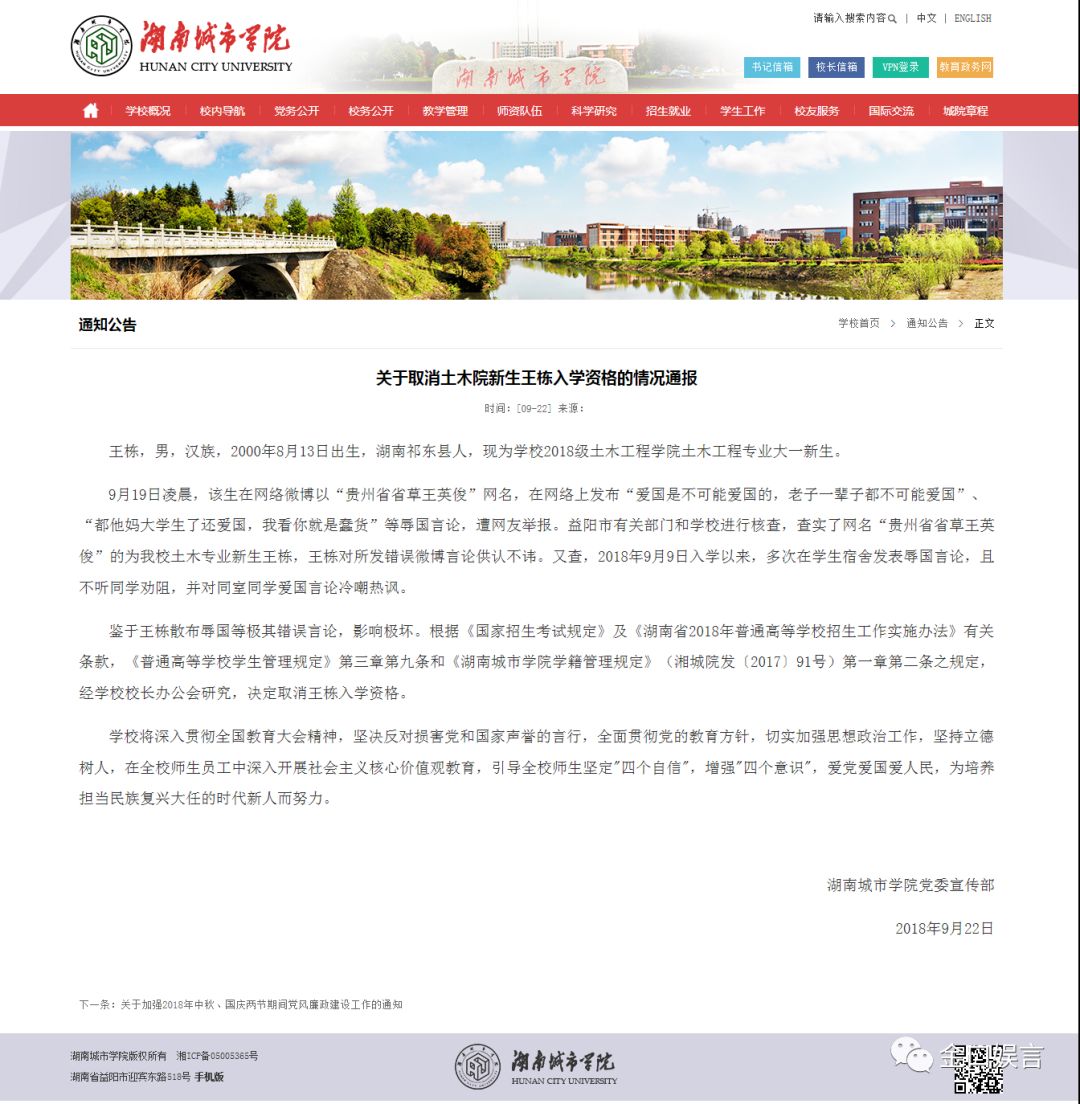 湖南城市学院
HUNAN CITY UNIVERSITY
请输入搜索内容 | 中文 | ENGLISH
湖南城市学院
书记信箱 校长信箱 VPN登录 教育政务网
学校概况 校内导航 党务公开 校务公开 教学管理 师资队伍 科学研究 招生就业 学生工作 校友服务 国际交流 城院章程
通知公告
学校首页 > 通知公告 > 正文
关于取消土木院新生王栋入学资格的情况通报
时间：[09-22] 来源：
王栋，男，汉族，2000年8月13日出生，湖南祁东县人，现为学校2018级土木工程学院土木工程专业大一新生。
9月19日凌晨，该生在网络微博以“贵州省省草王英俊”网名，在网络上发布“爱国是不可能爱国的，老子一辈子都不可能爱国”、
“都他妈大学生了还爱国，我看你就是蠢货”等辱国言论，遭网友举报。益阳市有关部门和学校进行核查，查实了网名“贵州省省草王英
俊”的为我校土木专业新生王栋，王栋对所发错误微博言论供认不讳。又查，2018年9月9日入学以来，多次在学生宿舍发表辱国言论，且
不听同学劝阻，并对同室同学爱国言论冷嘲热讽。
鉴于王栋散布辱国等极其错误言论，影响极坏。根据《国家招生考试规定》及《湖南省2018年普通高等学校招生工作实施办法》有关
条款，《普通高等学校学生管理规定》第三章第九条和《湖南城市学院学籍管理规定》（湘城院发〔2017〕91号）第一章第二条之规定，
经学校校长办公会研究，决定取消王栋入学资格。
学校将深入贯彻全国教育大会精神，坚决反对损害党和国家声誉的言行，全面贯彻党的教育方针，切实加强思想政治工作，坚持立德
树人，在全校师生员工中深入开展社会主义核心价值观教育，引导全校师生坚定"四个自信"，增强"四个意识"，爱党爱国爱人民，为培养
担当民族复兴大任的时代新人而努力。
湖南城市学院党委宣传部
2018年9月22日
下一条：关于加强2018年中秋、国庆两节期间党风廉政建设工作的通知
湖南城市学院版权所有 湘ICP备05005365号
湖南省益阳市迎宾东路518号 手机版
湖南城市学院
HUNAN CITY UNIVERSITY